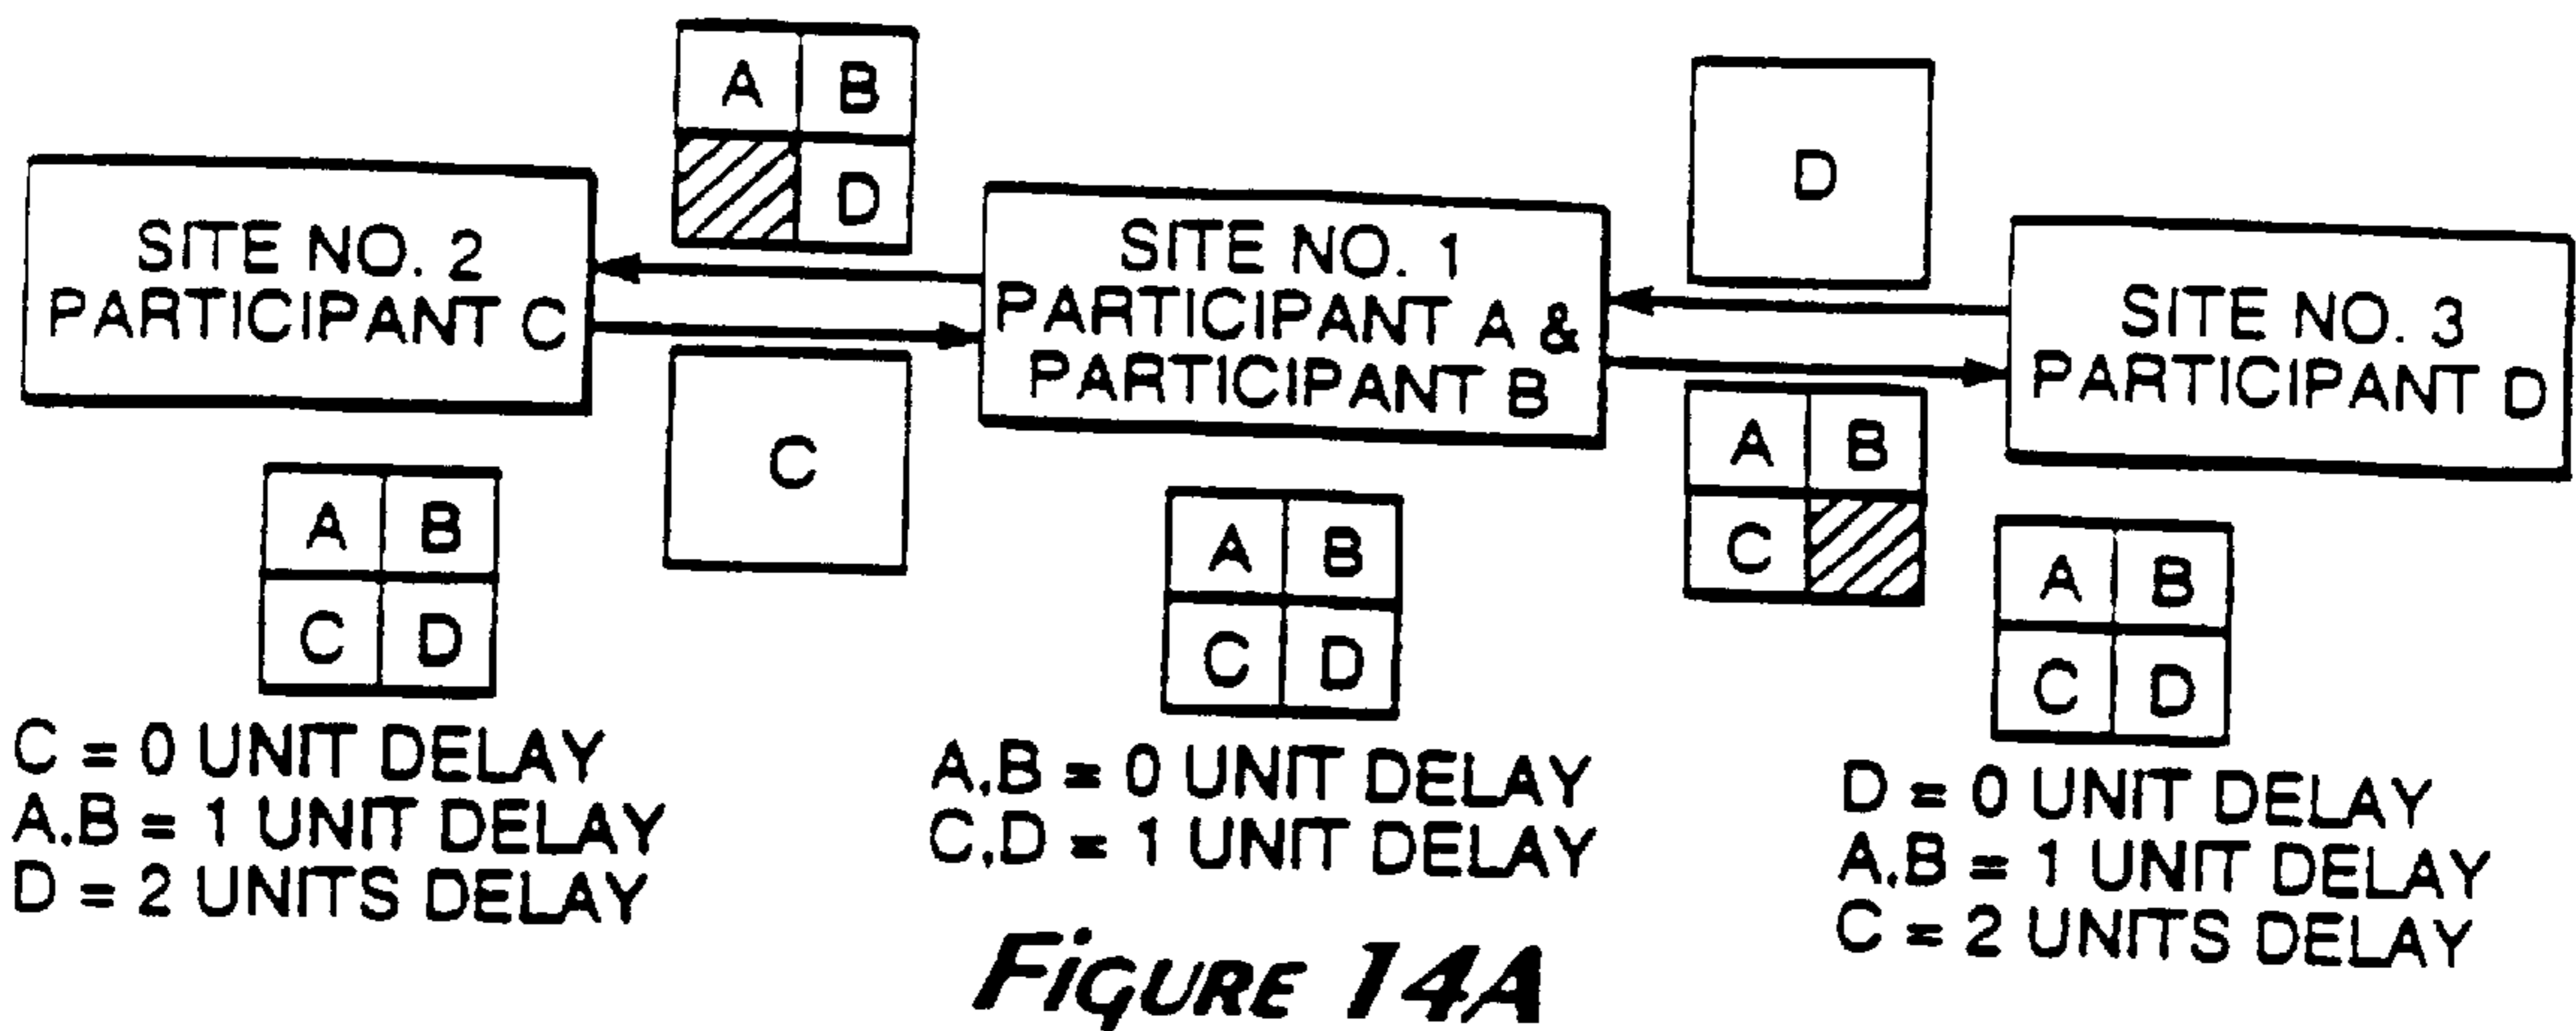 A B
D
SITE NO. 2
PARTICIPANT C
C
A B
C D
C = 0 UNIT DELAY
A,B = 1 UNIT DELAY
D = 2 UNITS DELAY
SITE NO. 1
PARTICIPANT A &
PARTICIPANT B
A B
C D
A,B = 0 UNIT DELAY
C,D = 1 UNIT DELAY
D
A B
C
SITE NO. 3
PARTICIPANT D
A B
C D
D = 0 UNIT DELAY
A,B = 1 UNIT DELAY
C = 2 UNITS DELAY
FIGURE 14A